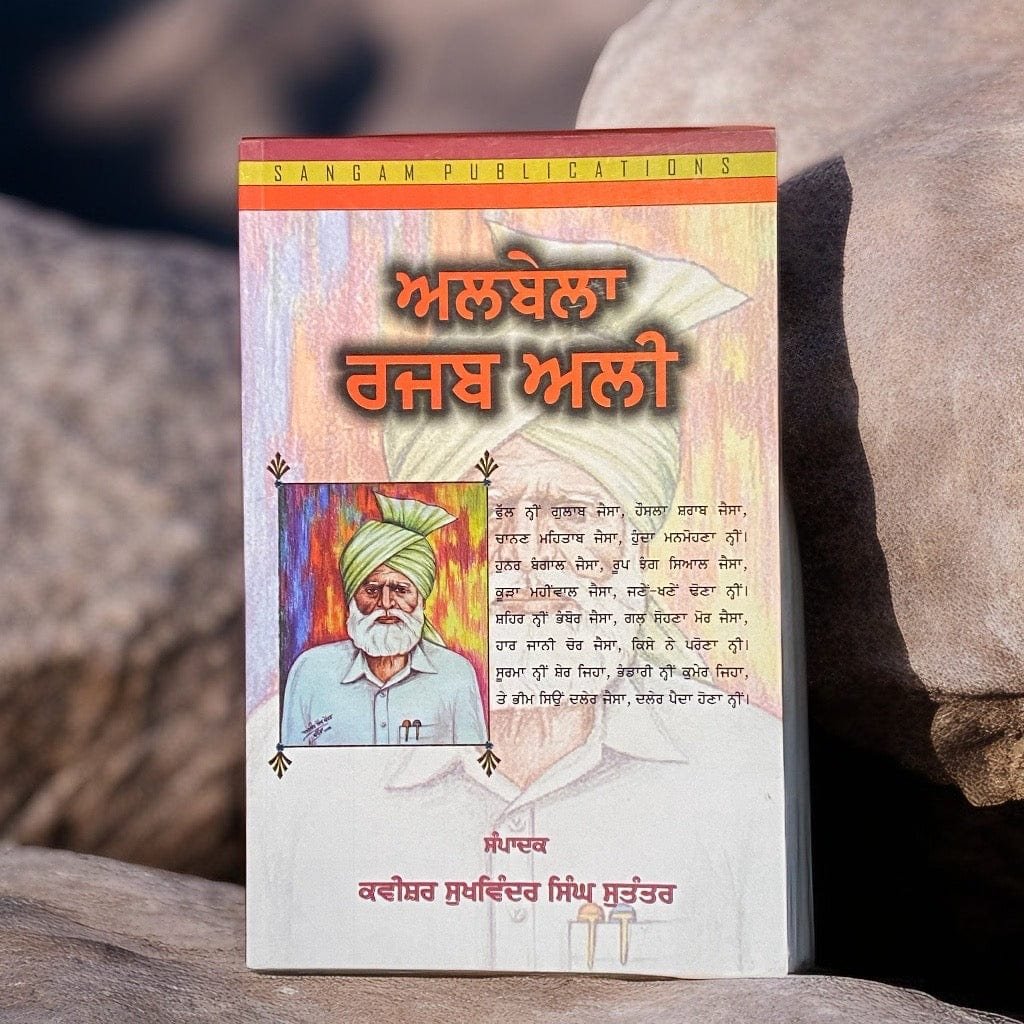 SANGAM PUBLICATIONS
ਅਲਬੇਲਾ
ਰਜਬ ਅਲੀ
ਫੁੱਲ ਨ੍ਹੀਂ ਗੁਲਾਬ ਜੈਸਾ, ਹੌਸਲਾ ਸ਼ਰਾਬ ਜੈਸਾ,
ਚਾਨਣ ਮਹਿਤਾਬ ਜੈਸਾ, ਹੁੰਦਾ ਮਨਮੋਹਣਾ ਨ੍ਹੀਂ।
ਹੁਨਰ ਬੰਗਾਲ ਜੈਸਾ, ਰੂਪ ਝੰਗ ਸਿਆਲ ਜੈਸਾ,
ਕੂੜਾ ਮਹੀਂਵਾਲ ਜੈਸਾ, ਜਣੇਂ-ਖਣੇਂ ਢੋਣਾ ਨ੍ਹੀਂ।
ਸ਼ਹਿਰ ਨ੍ਹੀਂ ਭੰਬੋਰ ਜੈਸਾ, ਗਲ ਸੋਹਣਾ ਮੋਰ ਜੈਸਾ,
ਹਾਰ ਜਾਨੀ ਚੋਰ ਜੈਸਾ, ਕਿਸੇ ਨੇ ਪਰੋਣਾ ਨ੍ਹੀ।
ਸੂਰਮਾ ਨ੍ਹੀਂ ਸ਼ੇਰ ਜਿਹਾ, ਭੰਡਾਰੀ ਨ੍ਹੀਂ ਕੁਮੇਰ ਜਿਹਾ,
ਤੇ ਭੀਮ ਸਿਉਂ ਦਲੇਰ ਜੈਸਾ, ਦਲੇਰ ਪੈਦਾ ਹੋਣਾ ਨ੍ਹੀਂ।
ਸੰਪਾਦਕ
ਕਵੀਸ਼ਰ ਸੁਖਵਿੰਦਰ ਸਿੰਘ ਸੁਤੰਤਰ